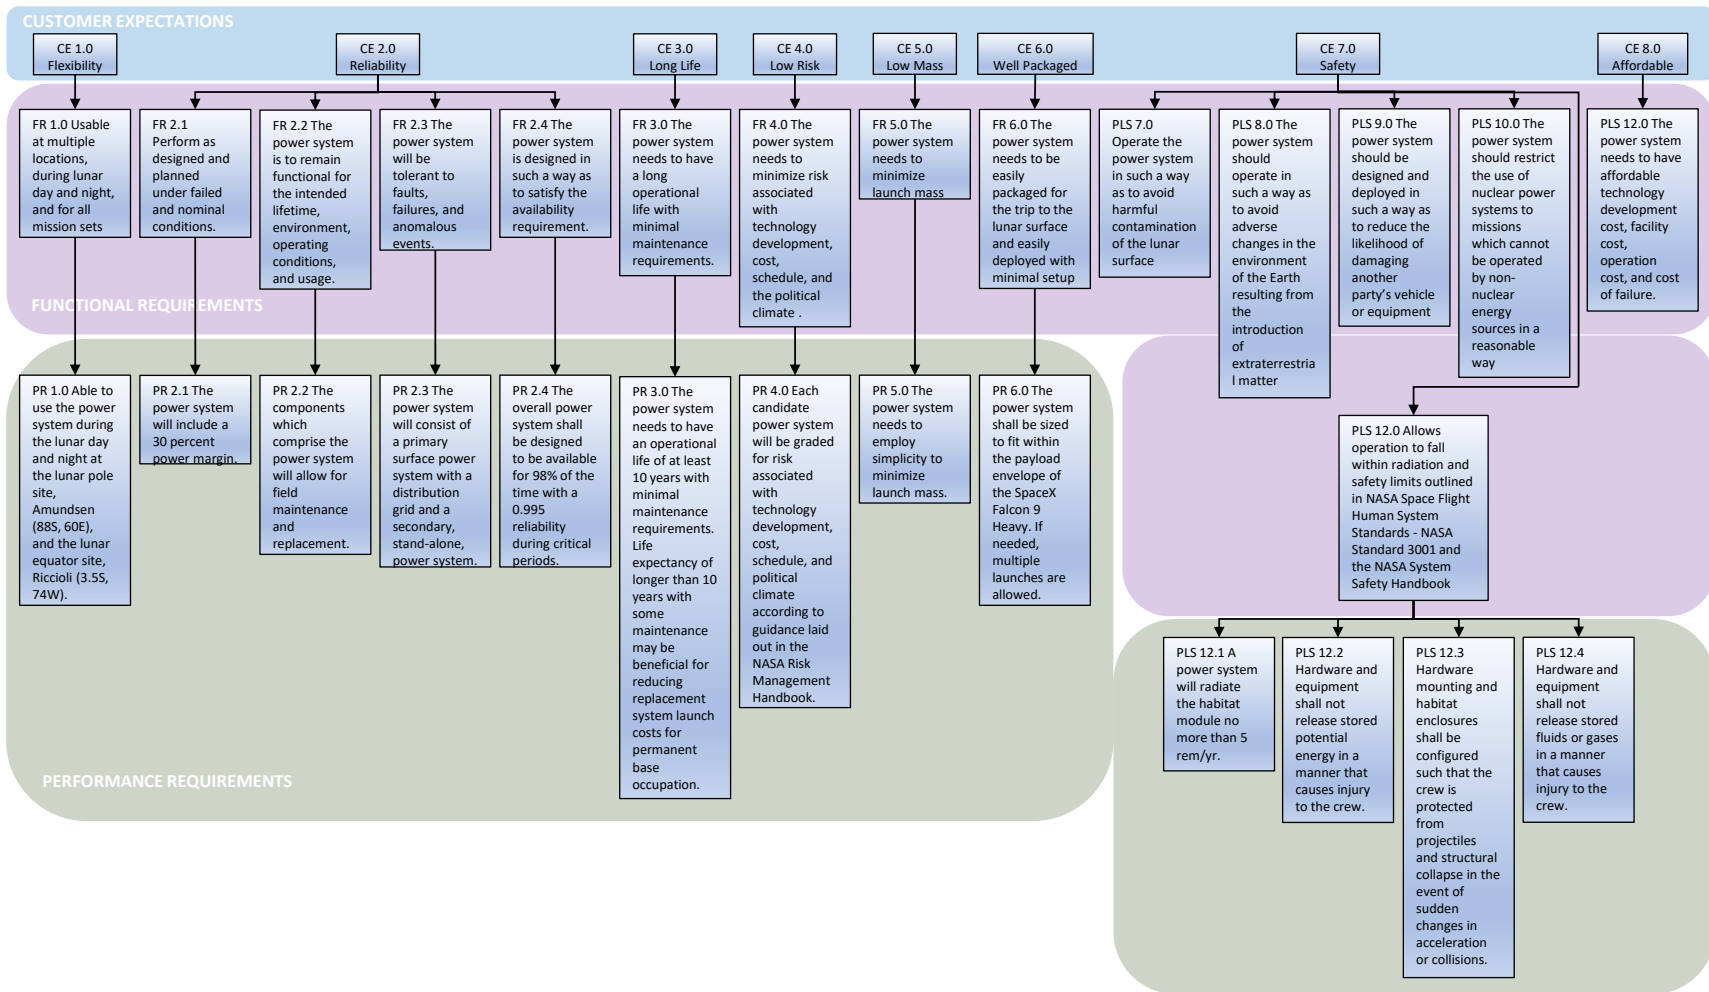 CUSTOMER EXPECTATIONS
CE 1.0
Flexibility
CE 2.0
Reliability
CE 3.0
Long Life
CE 4.0
Low Risk
CE 5.0
Low Mass
CE 6.0
Well Packaged
CE 7.0
Safety
CE 8.0
Affordable
FR 1.0 Usable
at multiple
locations,
during lunar
day and night,
and for all
mission sets
FR 2.1
Perform as
designed and
planned
under failed
and nominal
conditions.
FR 2.2 The
power system
is to remain
functional for
the intended
lifetime,
environment,
operating
conditions,
and usage.
FR 2.3 The
power system
will be
tolerant to
faults,
failures, and
anomalous
events.
FR 2.4 The
power system
is designed in
such a way as
to satisfy the
availability
requirement.
FR 3.0 The
power system
needs to have
a long
operational
life with
minimal
maintenance
requirements.
FR 4.0 The
power system
needs to
minimize risk
associated
with
technology
development,
cost,
schedule, and
the political
climate .
FR 5.0 The
power system
needs to
minimize
launch mass
FR 6.0 The
power system
needs to be
easily
packaged for
the trip to the
lunar surface
and easily
deployed with
minimal setup
PLS 7.0
Operate the
power system
in such a way
as to avoid
harmful
contamination
of the lunar
surface
PLS 8.0 The
power system
should
operate in
such a way as
to avoid
adverse
changes in the
environment
of the Earth
resulting from
the
introduction
of
extraterrestria
l matter
PLS 9.0 The
power system
should be
designed and
deployed in
such a way as
to reduce the
likelihood of
damaging
another
party’s vehicle
or equipment
PLS 10.0 The
power system
should restrict
the use of
nuclear power
systems to
missions
which cannot
be operated
by non-
nuclear
energy
sources in a
reasonable
way
PLS 12.0 The
power system
needs to have
affordable
technology
development
cost, facility
cost,
operation
cost, and cost
of failure.
FUNCTIONAL REQUIREMENTS
PR 1.0 Able to
use the power
system during
the lunar day
and night at
the lunar pole
site,
Amundsen
(88S, 60E),
and the lunar
equator site,
Riccioli (3.5S,
74W).
PR 2.1 The
power system
will include a
30 percent
power margin.
PR 2.2 The
components
which
comprise the
power system
will allow for
field
maintenance
and
replacement.
PR 2.3 The
power system
will consist of
a primary
surface power
system with a
distribution
grid and a
secondary,
stand-alone,
power system.
PR 2.4 The
overall power
system shall
be designed
to be available
for 98% of the
time with a
0.995
reliability
during critical
periods.
PR 3.0 The
power system
needs to have
an operational
life of at least
10 years with
minimal
maintenance
requirements.
Life
expectancy of
longer than 10
years with
some
maintenance
may be
beneficial for
reducing
replacement
system launch
costs for
permanent
base
occupation.
PR 4.0 Each
candidate
power system
will be graded
for risk
associated
with
technology
development,
cost,
schedule, and
political
climate
according to
guidance laid
out in the
NASA Risk
Management
Handbook.
PR 5.0 The
power system
needs to
employ
simplicity to
minimize
launch mass.
PR 6.0 The
power system
shall be sized
to fit within
the payload
envelope of
the SpaceX
Falcon 9
Heavy. If
needed,
multiple
launches are
allowed.
PLS 12.0 Allows
operation to fall
within radiation and
safety limits outlined
in NASA Space Flight
Human System
Standards - NASA
Standard 3001 and
the NASA System
Safety Handbook
PLS 12.1 A
power system
will radiate
the habitat
module no
more than 5
rem/yr.
PLS 12.2
Hardware and
equipment
shall not
release stored
potential
energy in a
manner that
causes injury
to the crew.
PLS 12.3
Hardware
mounting and
habitat
enclosures
shall be
configured
such that the
crew is
protected
from
projectiles
and structural
collapse in the
event of
sudden
changes in
acceleration
or collisions.
PLS 12.4
Hardware and
equipment
shall not
release stored
fluids or gases
in a manner
that causes
injury to the
crew.
PERFORMANCE REQUIREMENTS